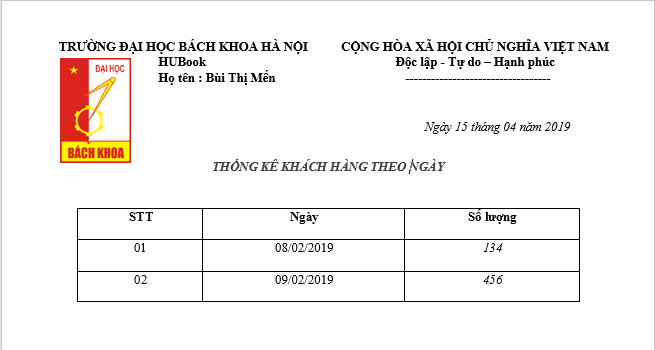 TRƯỜNG ĐẠI HỌC BÁCH KHOA HÀ NỘI
HUBook
Họ tên : Bùi Thị Mến
CỘNG HÒA XÃ HỘI CHỦ NGHĨA VIỆT NAM
Độc lập - Tự do – Hạnh phúc
----------------------------------
ĐẠI HỌC
BÁCH KHOA
Ngày 15 tháng 04 năm 2019
THỐNG KÊ KHÁCH HÀNG THEO NGÀY
STT Ngày Số lượng
01 08/02/2019 134
02 09/02/2019 456